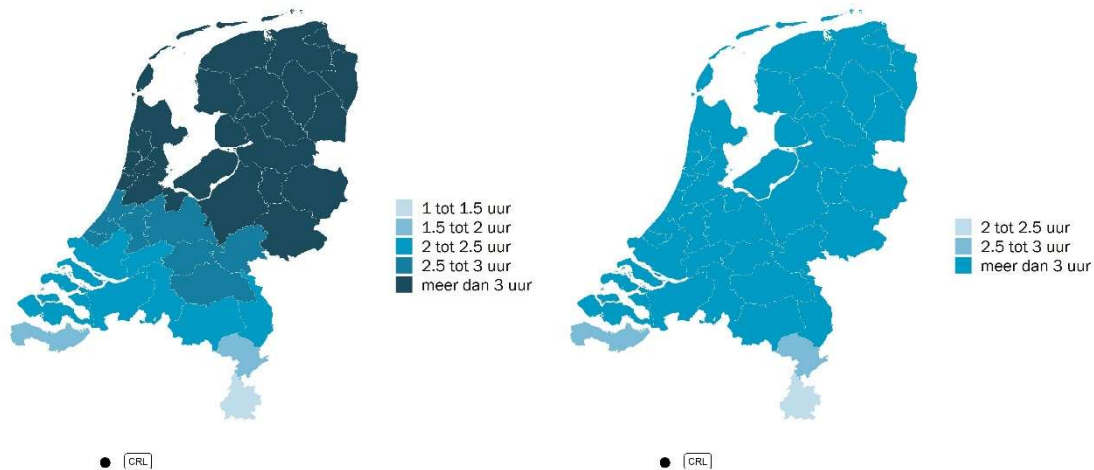 1 tot 1.5 uur
1.5 tot 2 uur
2 tot 2.5 uur
2.5 tot 3 uur
meer dan 3 uur
CRL
2 tot 2.5 uur
2.5 tot 3 uur
meer dan 3 uur
CRL